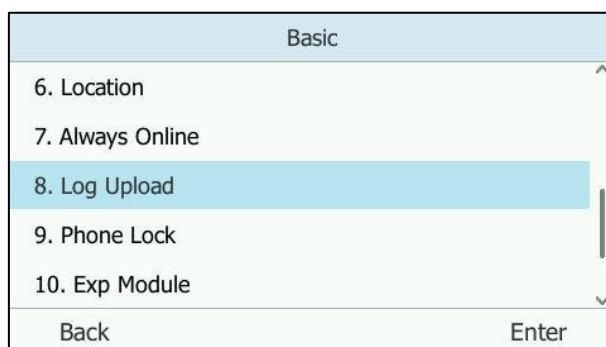 Basic
6. Location
7. Always Online
8. Log Upload
9. Phone Lock
10. Exp Module
Back Enter